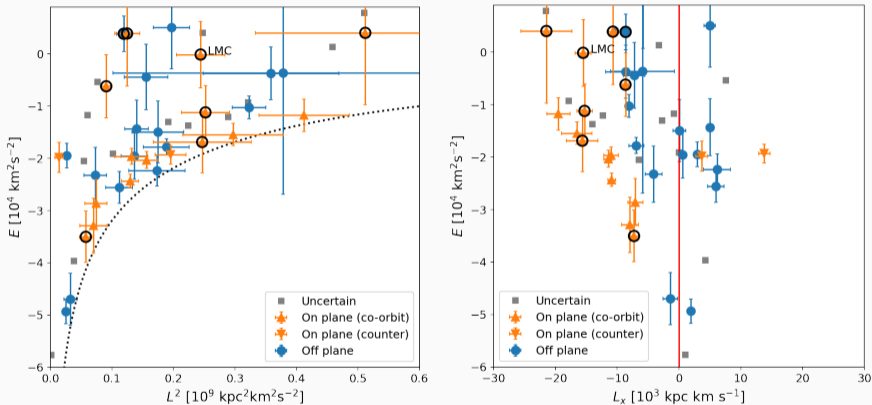 0
−1
−2
−3
−4
−5
−6
E [10⁴ km²s⁻²]
LMC
Uncertain
On plane (co-orbit)
On plane (counter)
Off plane
0.0 0.1 0.2 0.3 0.4 0.5 0.6
L² [10⁹ kpc²km²s⁻²]
0
−1
−2
−3
−4
−5
−6
E [10⁴ km²s⁻²]
LMC
Uncertain
On plane (co-orbit)
On plane (counter)
Off plane
−30 −20 −10 0 10 20 30
Lₓ [10³ kpc km s⁻¹]